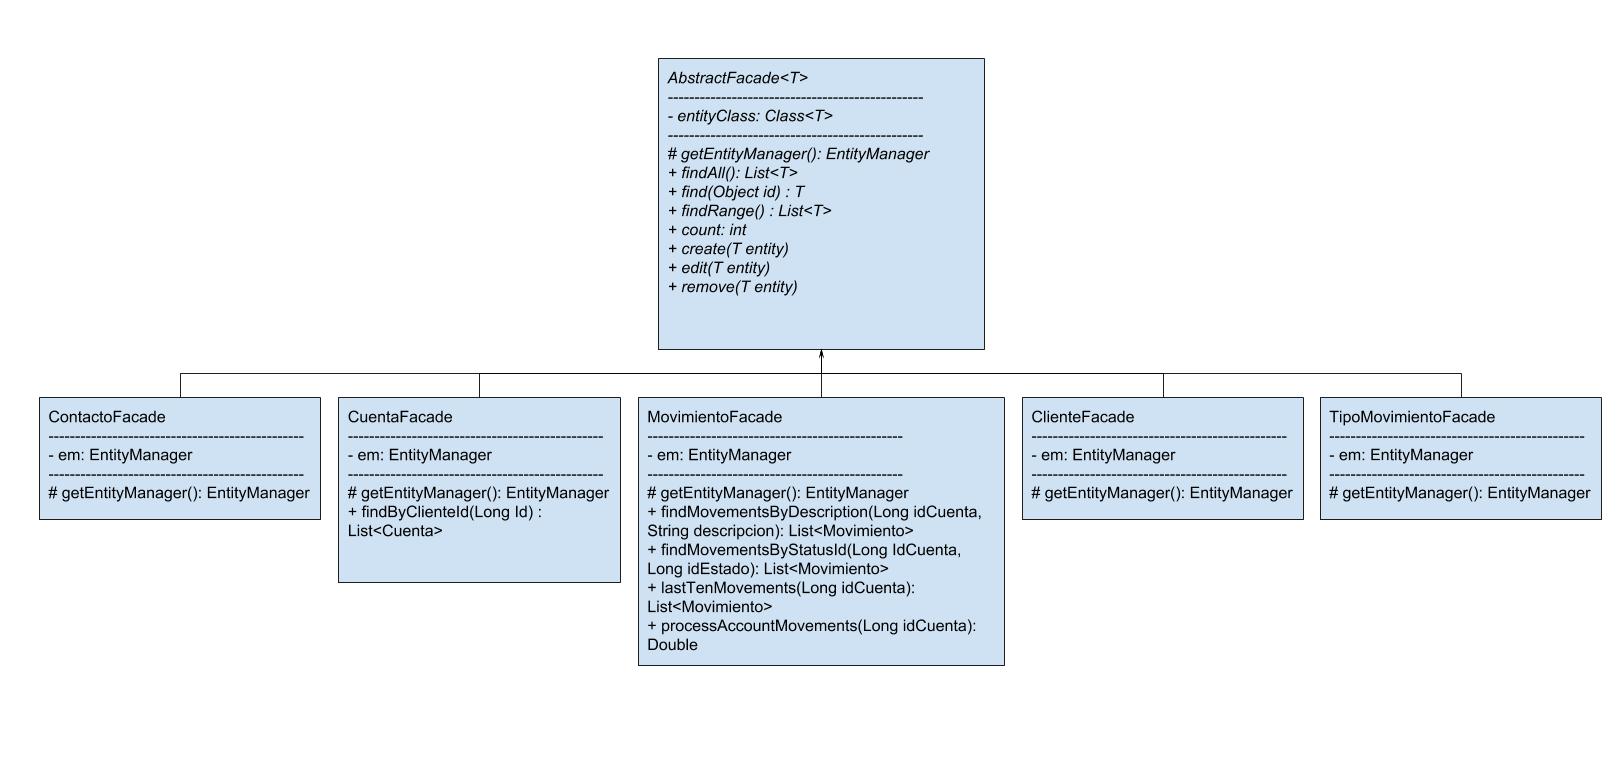 AbstractFacade<T>
------------------------------------------------
- entityClass: Class<T>
------------------------------------------------
# getEntityManager(): EntityManager
+ findAll(): List<T>
+ find(Object id) : T
+ findRange() : List<T>
+ count: int
+ create(T entity)
+ edit(T entity)
+ remove(T entity)
ContactoFacade
------------------------------------------------
- em: EntityManager
------------------------------------------------
# getEntityManager(): EntityManager
CuentaFacade
------------------------------------------------
- em: EntityManager
------------------------------------------------
# getEntityManager(): EntityManager
+ findByClienteId(Long Id) :
List<Cuenta>
MovimientoFacade
------------------------------------------------
- em: EntityManager
------------------------------------------------
# getEntityManager(): EntityManager
+ findMovementsByDescription(Long idCuenta,
String descripcion): List<Movimiento>
+ findMovementsByStatusId(Long IdCuenta,
Long idEstado): List<Movimiento>
+ lastTenMovements(Long idCuenta):
List<Movimiento>
+ processAccountMovements(Long idCuenta):
Double
ClienteFacade
------------------------------------------------
- em: EntityManager
------------------------------------------------
# getEntityManager(): EntityManager
TipoMovimientoFacade
------------------------------------------------
- em: EntityManager
------------------------------------------------
# getEntityManager(): EntityManager